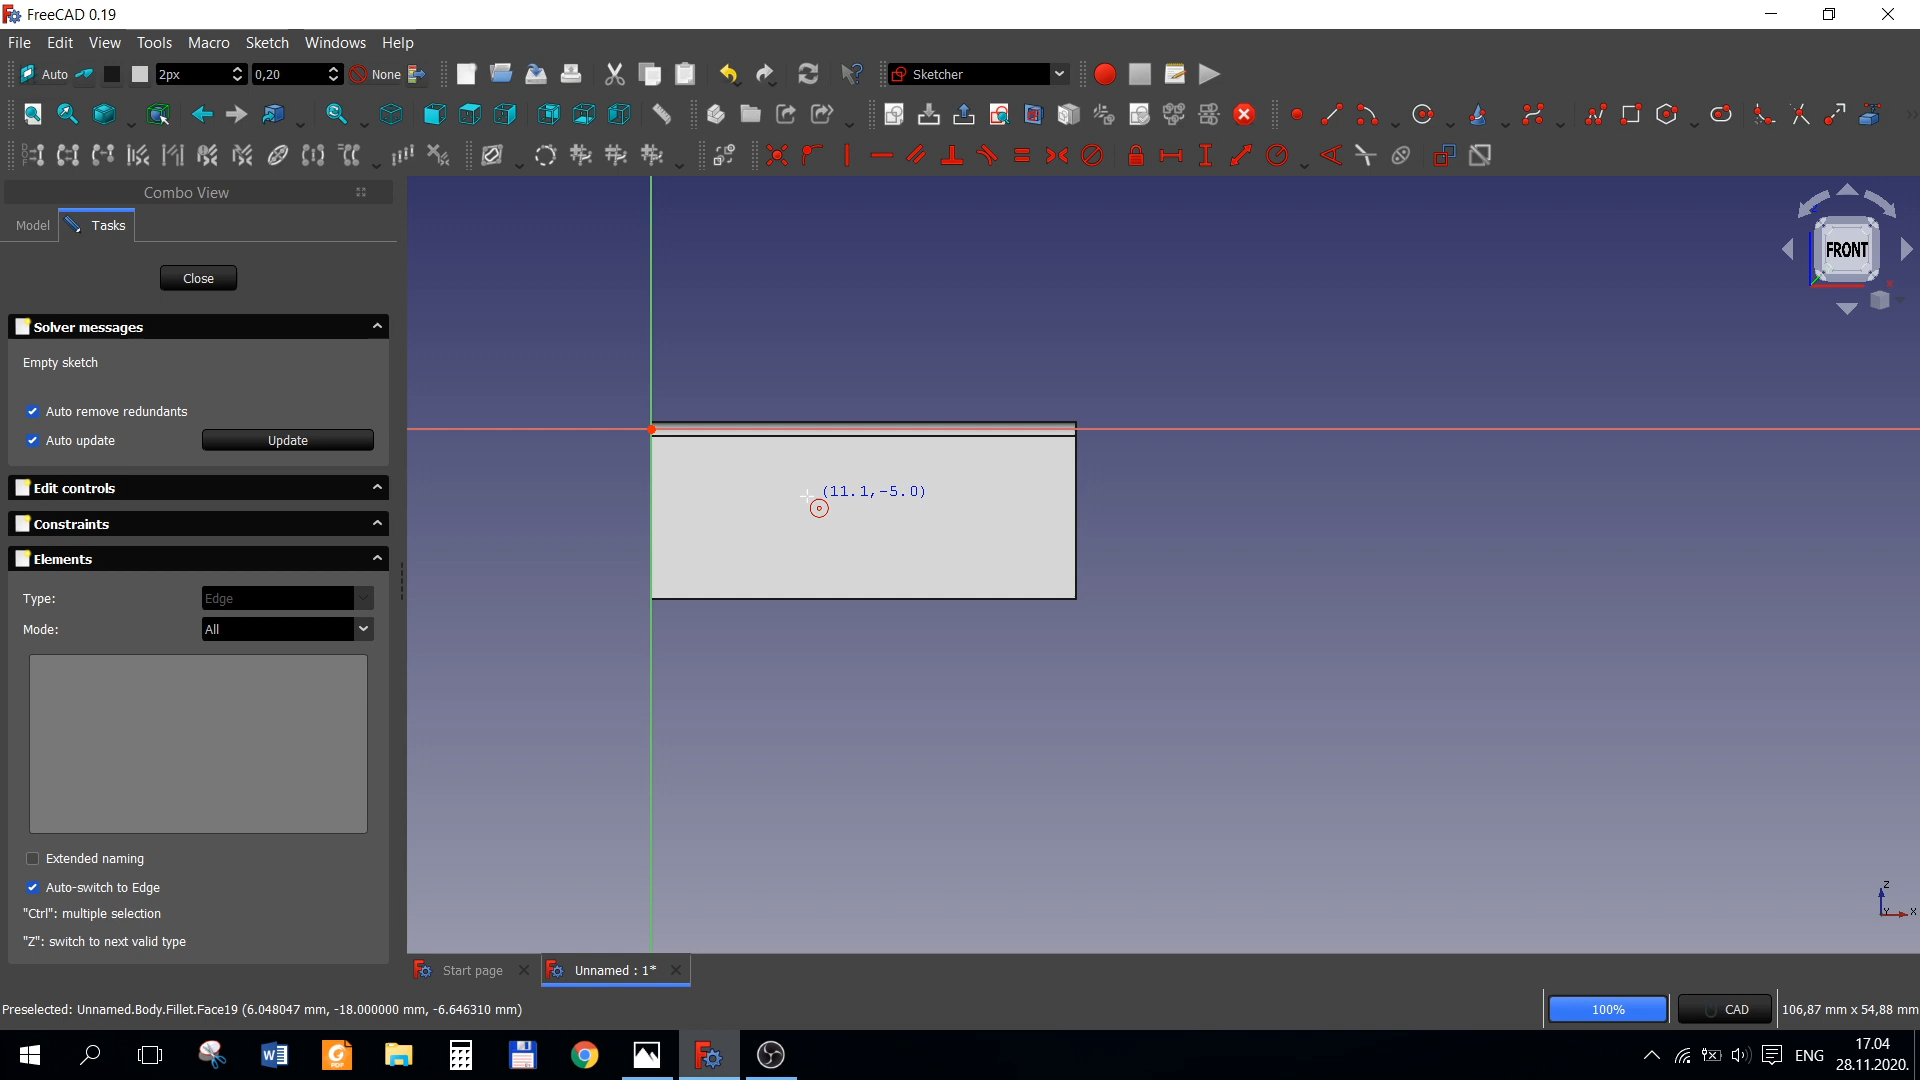 FreeCAD 0.19
File Edit View Tools Macro Sketch Windows Help
Auto 2px 0,20 None Sketcher
Combo View
Model Tasks
Close
Solver messages
Empty sketch
Auto remove redundants
Auto update Update
Edit controls
Constraints
Elements
Type: Edge
Mode: All
Extended naming
Auto-switch to Edge
"Ctrl": multiple selection
"Z": switch to next valid type
(11.1,-5.0)
FRONT
Z
Y X
Start page Unnamed : 1*
Preselected: Unnamed.Body.Fillet.Face19 (6.048047 mm, -18.000000 mm, -6.646310 mm)
100% CAD 106,87 mm x 54,88 mm
ENG 17.04
28.11.2020.